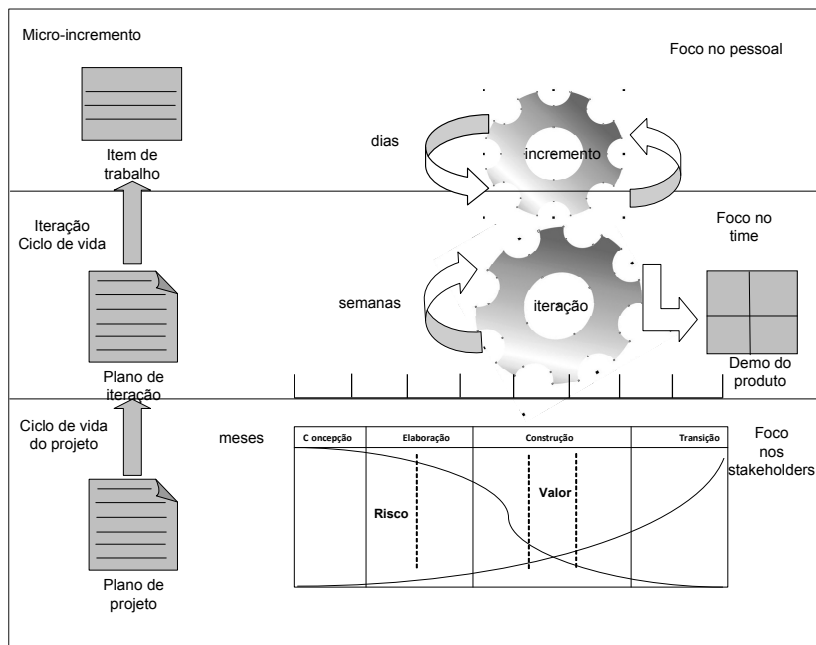 Micro-incremento
Foco no pessoal
Item de
trabalho
dias
incremento
Iteração
Ciclo de vida
Foco no
time
semanas
iteração
Plano de
iteração
Demo do
produto
Ciclo de vida
do projeto
meses
C oncepção
Elaboração
Construção
Transição
Foco
nos
stakeholders
Risco
Valor
Plano de
projeto